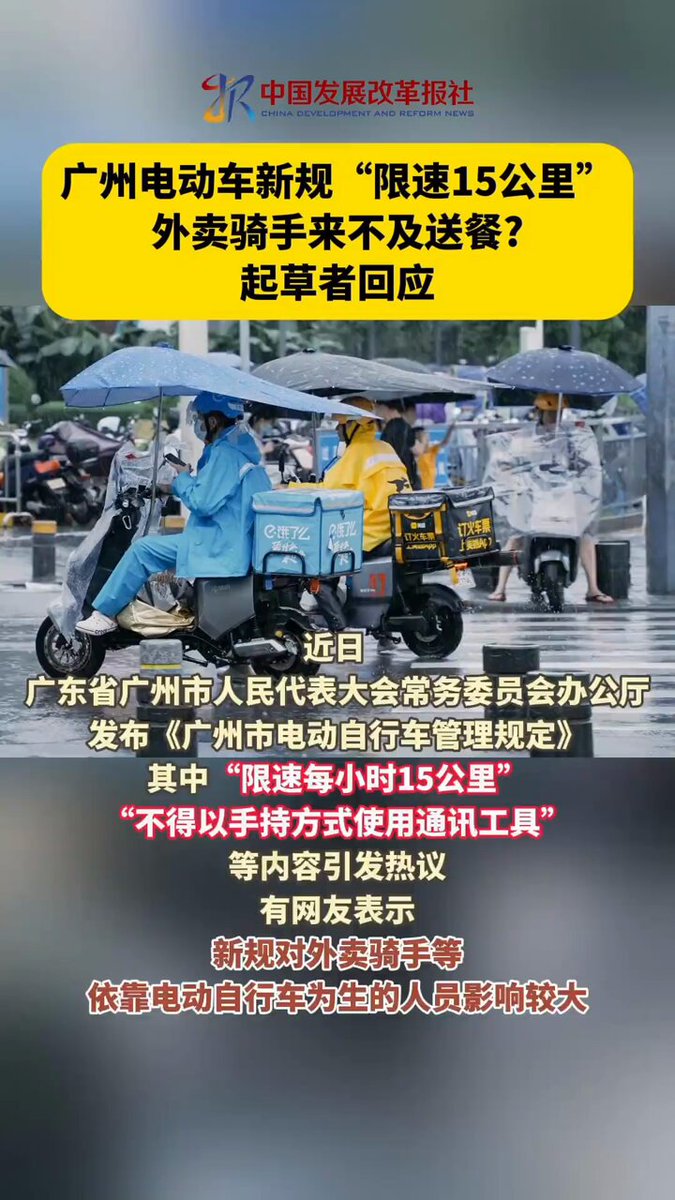 中国发展改革报社
CHINA DEVELOPMENT AND REFORM NEWS
广州电动车新规“限速15公里”
外卖骑手来不及送餐?
起草者回应
饿了么
订火车票
近日
广东省广州市人民代表大会常务委员会办公厅
发布《广州市电动自行车管理规定》
其中“限速每小时15公里”
“不得以手持方式使用通讯工具”
等内容引发热议
有网友表示
新规对外卖骑手等
依靠电动自行车为生的人员影响较大